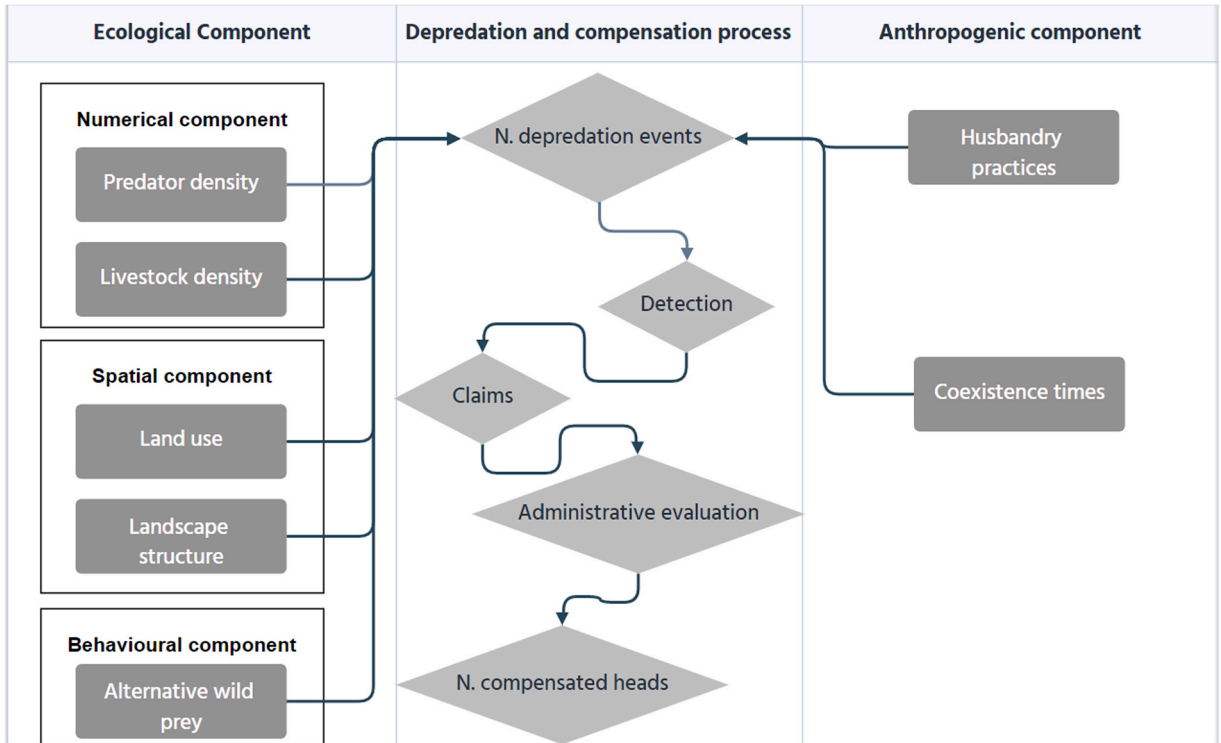 Ecological Component
Depredation and compensation process
Anthropogenic component
Numerical component
Predator density
Livestock density
Spatial component
Land use
Landscape
structure
Behavioural component
Alternative wild
prey
N. depredation events
Detection
Claims
Administrative evaluation
N. compensated heads
Husbandry
practices
Coexistence times